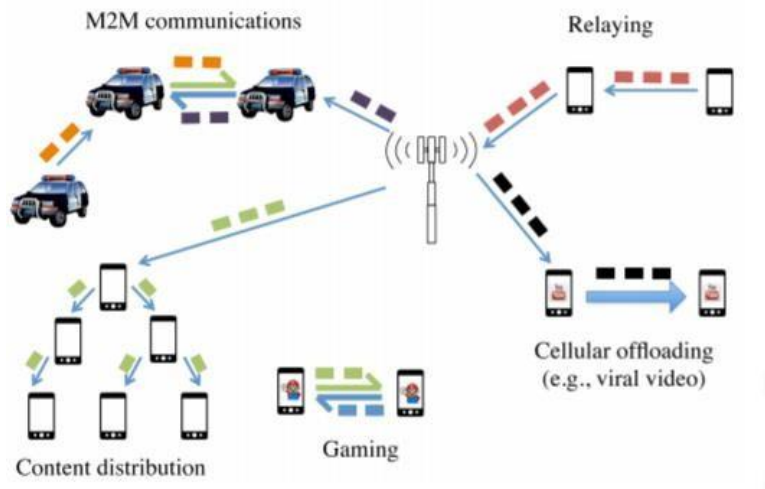 M2M communications
Relaying
Cellular offloading
(e.g., viral video)
Gaming
Content distribution